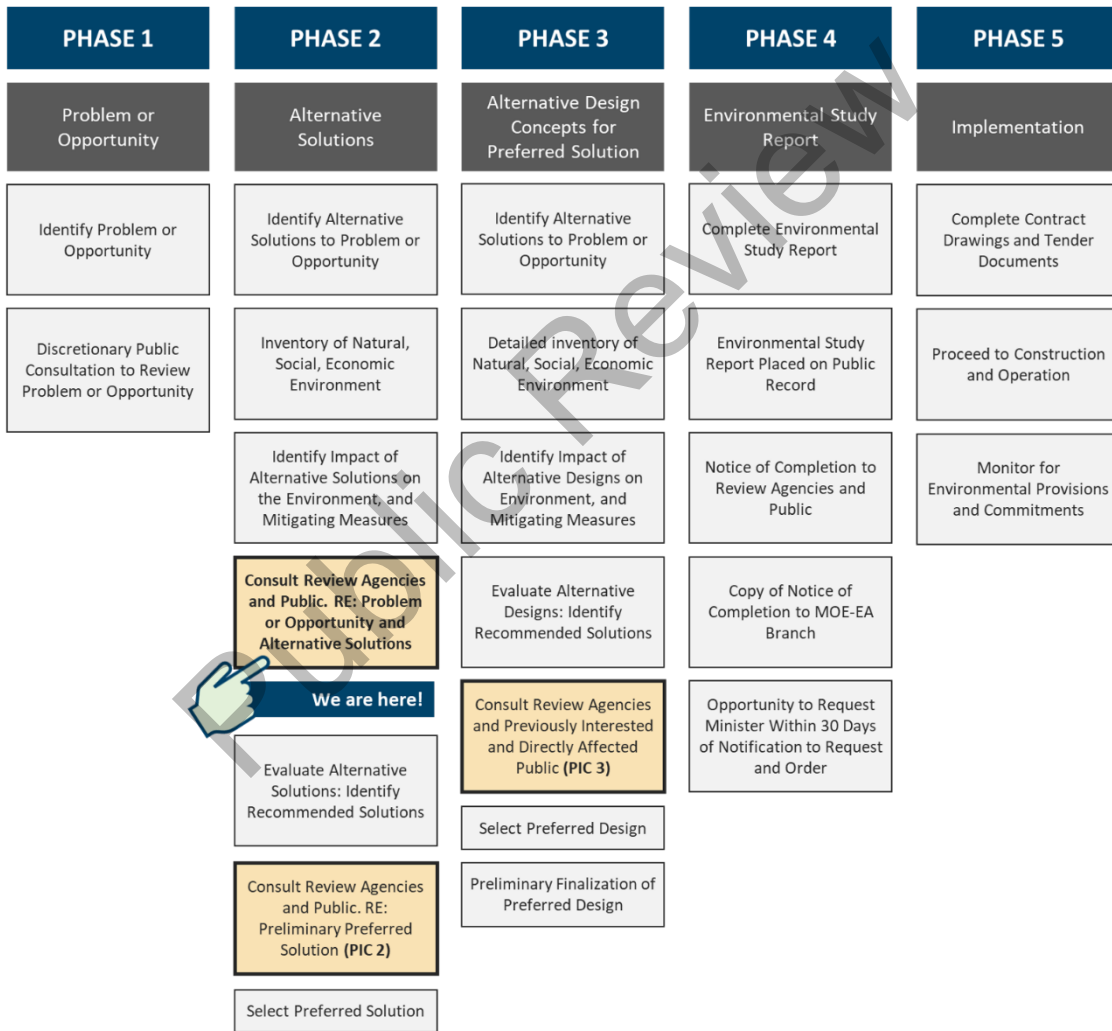 PHASE 1
Problem or
Opportunity
Identify Problem or
Opportunity
Discretionary Public
Consultation to Review
Problem or Opportunity
PHASE 2
Alternative
Solutions
Identify Alternative
Solutions to Problem or
Opportunity
Inventory of Natural,
Social, Economic
Environment
Identify Impact of
Alternative Solutions on
the Environment, and
Mitigating Measures
Consult Review Agencies
and Public. RE: Problem
or Opportunity and
Alternative Solutions
We are here!
Evaluate Alternative
Solutions: Identify
Recommended Solutions
Consult Review Agencies
and Public. RE:
Preliminary Preferred
Solution (PIC 2)
Select Preferred Solution
PHASE 3
Alternative Design
Concepts for
Preferred Solution
Identify Alternative
Solutions to Problem or
Opportunity
Detailed inventory of
Natural, Social, Economic
Environment
Identify Impact of
Alternative Designs on
Environment, and
Mitigating Measures
Evaluate Alternative
Designs: Identify
Recommended Solutions
Consult Review Agencies
and Previously Interested
and Directly Affected
Public (PIC 3)
Select Preferred Design
Preliminary Finalization of
Preferred Design
PHASE 4
Environmental Study
Report
Complete Environmental
Study Report
Environmental Study
Report Placed on Public
Record
Notice of Completion to
Review Agencies and
Public
Copy of Notice of
Completion to MOE-EA
Branch
Opportunity to Request
Minister Within 30 Days
of Notification to Request
and Order
PHASE 5
Implementation
Complete Contract
Drawings and Tender
Documents
Proceed to Construction
and Operation
Monitor for
Environmental Provisions
and Commitments
Public Review